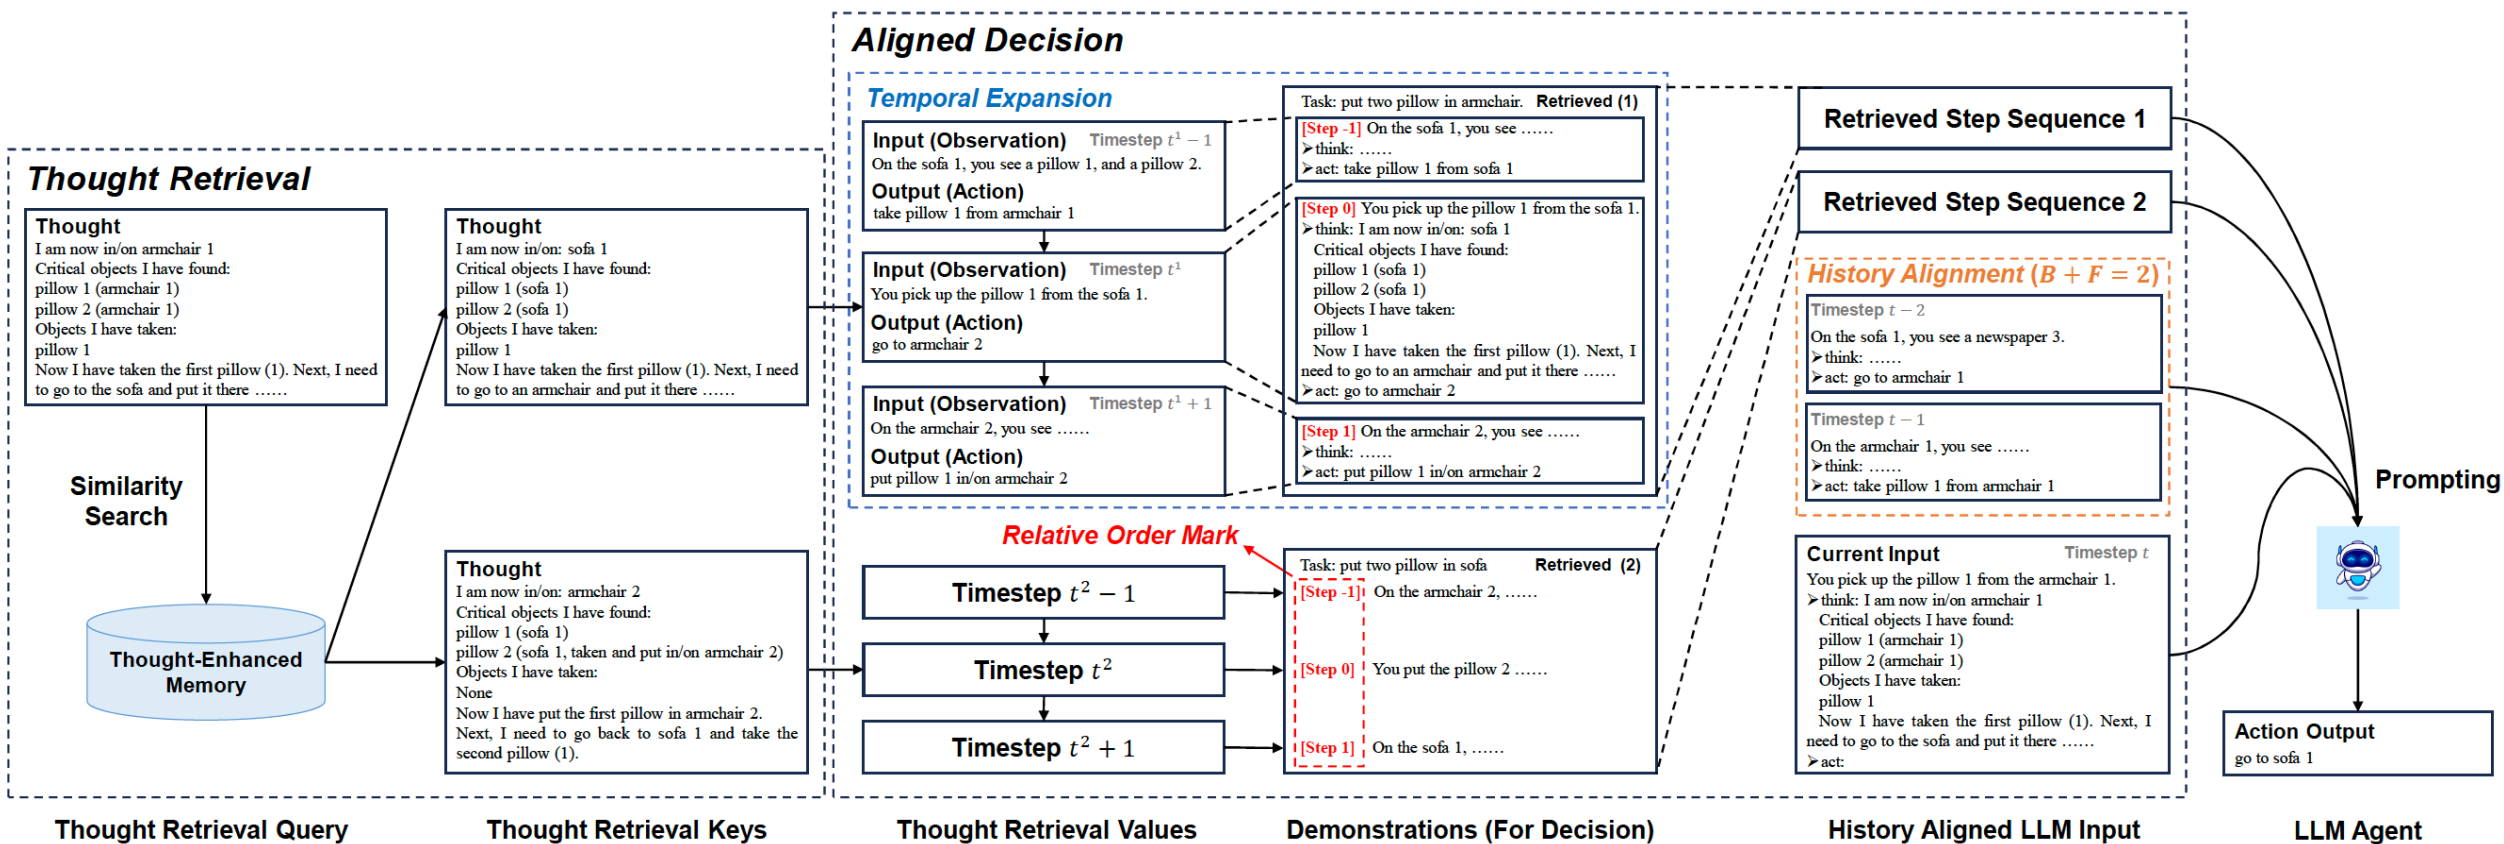 Thought Retrieval
Thought
I am now in/on armchair 1
Critical objects I have found:
pillow 1 (armchair 1)
pillow 2 (armchair 1)
Objects I have taken:
pillow 1
Now I have taken the first pillow (1). Next, I need
to go to the sofa and put it there ……
Similarity
Search
Thought-Enhanced
Memory
Thought
I am now in/on: sofa 1
Critical objects I have found:
pillow 1 (sofa 1)
pillow 2 (sofa 1)
Objects I have taken:
pillow 1
Now I have taken the first pillow (1). Next, I need
to go to an armchair and put it there ……
Thought
I am now in/on: armchair 2
Critical objects I have found:
pillow 1 (sofa 1)
pillow 2 (sofa 1, taken and put in/on armchair 2)
Objects I have taken:
None
Now I have put the first pillow in armchair 2.
Next, I need to go back to sofa 1 and take the
second pillow (1).
Aligned Decision
Temporal Expansion
Input (Observation) Timestep t¹ − 1
On the sofa 1, you see a pillow 1, and a pillow 2.
Output (Action)
take pillow 1 from armchair 1
Input (Observation) Timestep t¹
You pick up the pillow 1 from the sofa 1.
Output (Action)
go to armchair 2
Input (Observation) Timestep t¹ + 1
On the armchair 2, you see ……
Output (Action)
put pillow 1 in/on armchair 2
Task: put two pillow in armchair. Retrieved (1)
[Step -1] On the sofa 1, you see ……
➢think: ……
➢act: take pillow 1 from sofa 1
[Step 0] You pick up the pillow 1 from the sofa 1.
➢think: I am now in/on: sofa 1
Critical objects I have found:
pillow 1 (sofa 1)
pillow 2 (sofa 1)
Objects I have taken:
pillow 1
Now I have taken the first pillow (1). Next, I
need to go to an armchair and put it there ……
➢act: go to armchair 2
[Step 1] On the armchair 2, you see ……
➢think: ……
➢act: put pillow 1 in/on armchair 2
Relative Order Mark
Timestep t² − 1
Timestep t²
Timestep t² + 1
Task: put two pillow in sofa Retrieved (2)
[Step -1] On the armchair 2, ……
[Step 0] You put the pillow 2 ……
[Step 1] On the sofa 1, ……
Retrieved Step Sequence 1
Retrieved Step Sequence 2
History Alignment (B + F = 2)
Timestep t − 2
On the sofa 1, you see a newspaper 3.
➢think: ……
➢act: go to armchair 1
Timestep t − 1
On the armchair 1, you see ……
➢think: ……
➢act: take pillow 1 from armchair 1
Current Input Timestep t
You pick up the pillow 1 from the armchair 1.
➢think: I am now in/on armchair 1
Critical objects I have found:
pillow 1 (armchair 1)
pillow 2 (armchair 1)
Objects I have taken:
pillow 1
Now I have taken the first pillow (1). Next, I
need to go to the sofa and put it there ……
➢act:
Prompting
Action Output
go to sofa 1
Thought Retrieval Query
Thought Retrieval Keys
Thought Retrieval Values
Demonstrations (For Decision)
History Aligned LLM Input
LLM Agent